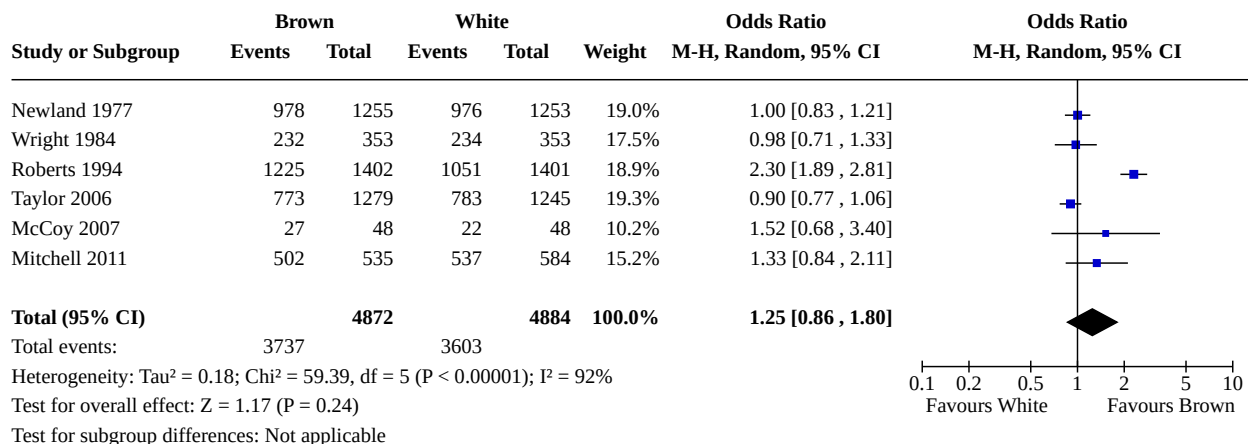 Brown White Odds Ratio Odds Ratio
Study or Subgroup Events Total Events Total Weight M-H, Random, 95% CI M-H, Random, 95% CI
Newland 1977 978 1255 976 1253 19.0% 1.00 [0.83 , 1.21]
Wright 1984 232 353 234 353 17.5% 0.98 [0.71 , 1.33]
Roberts 1994 1225 1402 1051 1401 18.9% 2.30 [1.89 , 2.81]
Taylor 2006 773 1279 783 1245 19.3% 0.90 [0.77 , 1.06]
McCoy 2007 27 48 22 48 10.2% 1.52 [0.68 , 3.40]
Mitchell 2011 502 535 537 584 15.2% 1.33 [0.84 , 2.11]
Total (95% CI) 4872 4884 100.0% 1.25 [0.86 , 1.80]
Total events: 3737 3603
Heterogeneity: Tau² = 0.18; Chi² = 59.39, df = 5 (P < 0.00001); I² = 92%
0.1 0.2 0.5 1 2 5 10
Test for overall effect: Z = 1.17 (P = 0.24)
Favours White Favours Brown
Test for subgroup differences: Not applicable